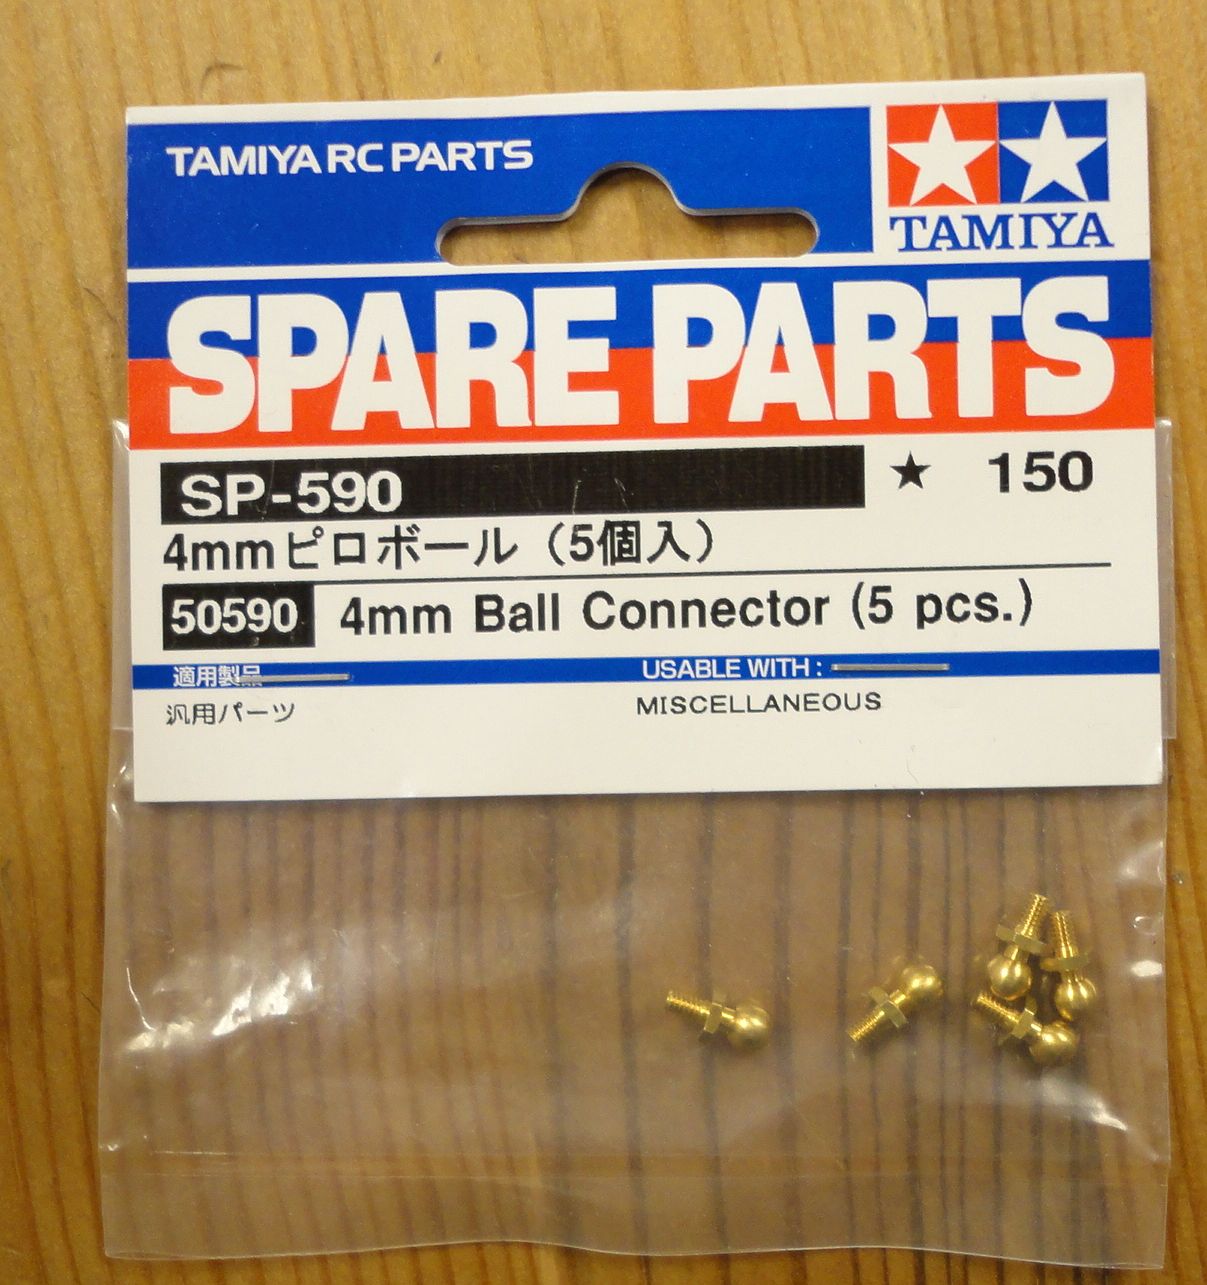 TAMIYA RC PARTS
TAMIYA
SPARE PARTS
SP-590
★ 150
4mmピロボール（5個入）
50590 4mm Ball Connector (5 pcs.)
適用製品
USABLE WITH :
汎用パーツ
MISCELLANEOUS